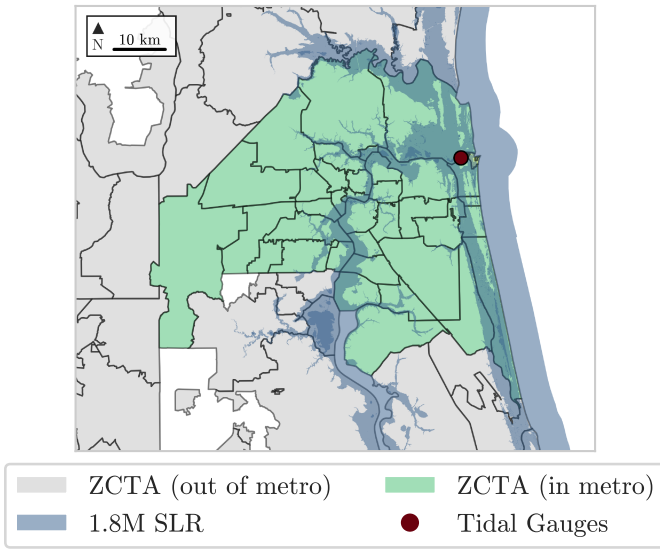 10 km
N
ZCTA (out of metro)
ZCTA (in metro)
1.8M SLR
Tidal Gauges